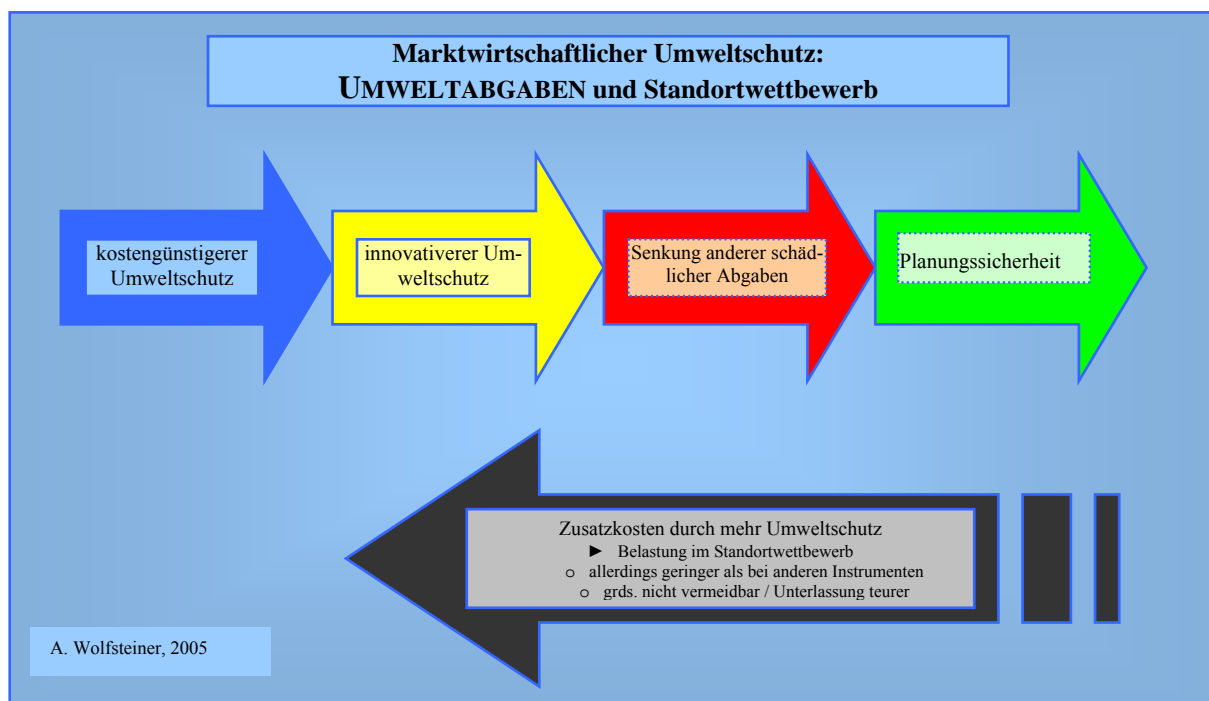 Marktwirtschaftlicher Umweltschutz:
UMWELTABGABEN und Standortwettbewerb
kostengünstigerer
Umweltschutz
innovativerer Um-
weltschutz
Senkung anderer schäd-
licher Abgaben
Planungssicherheit
Zusatzkosten durch mehr Umweltschutz
► Belastung im Standortwettbewerb
o allerdings geringer als bei anderen Instrumenten
o grds. nicht vermeidbar / Unterlassung teurer
A. Wolfsteiner, 2005